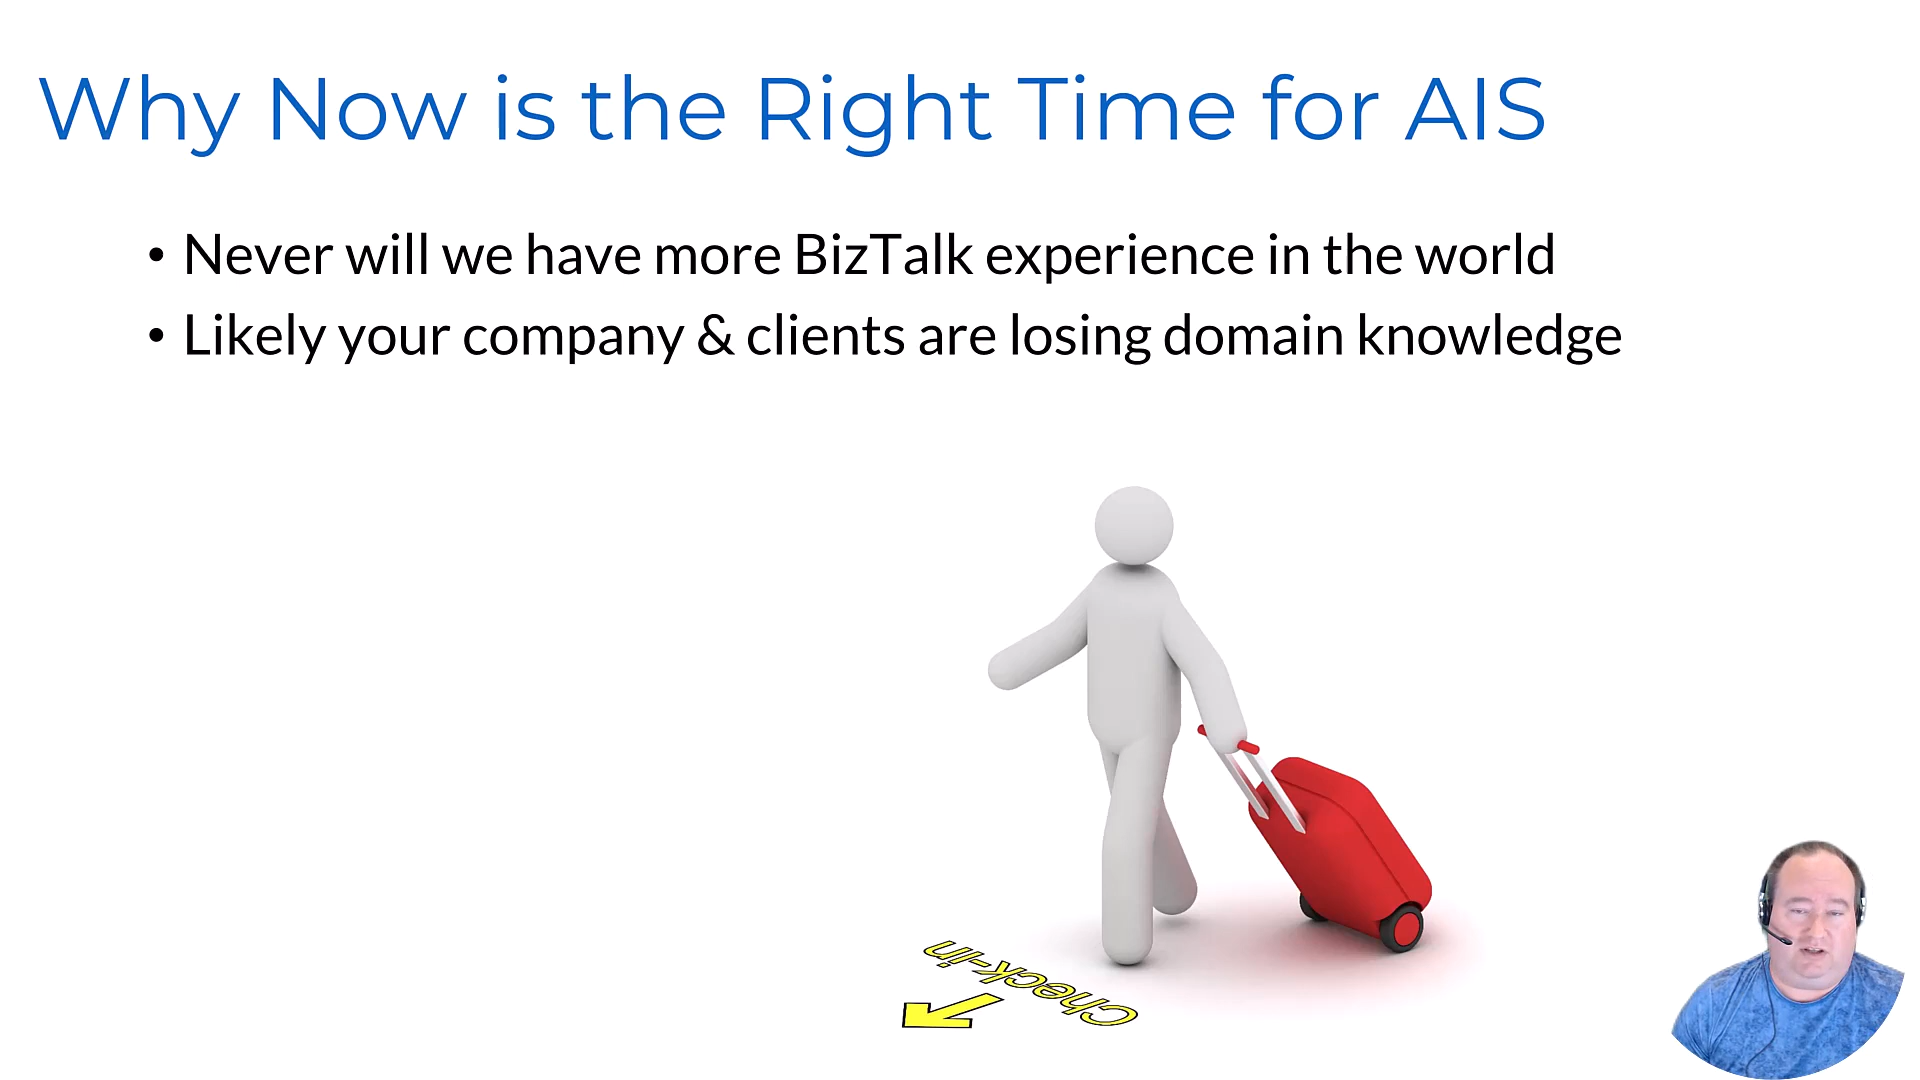 Why Now is the Right Time for AIS
• Never will we have more BizTalk experience in the world
• Likely your company & clients are losing domain knowledge
Check-in